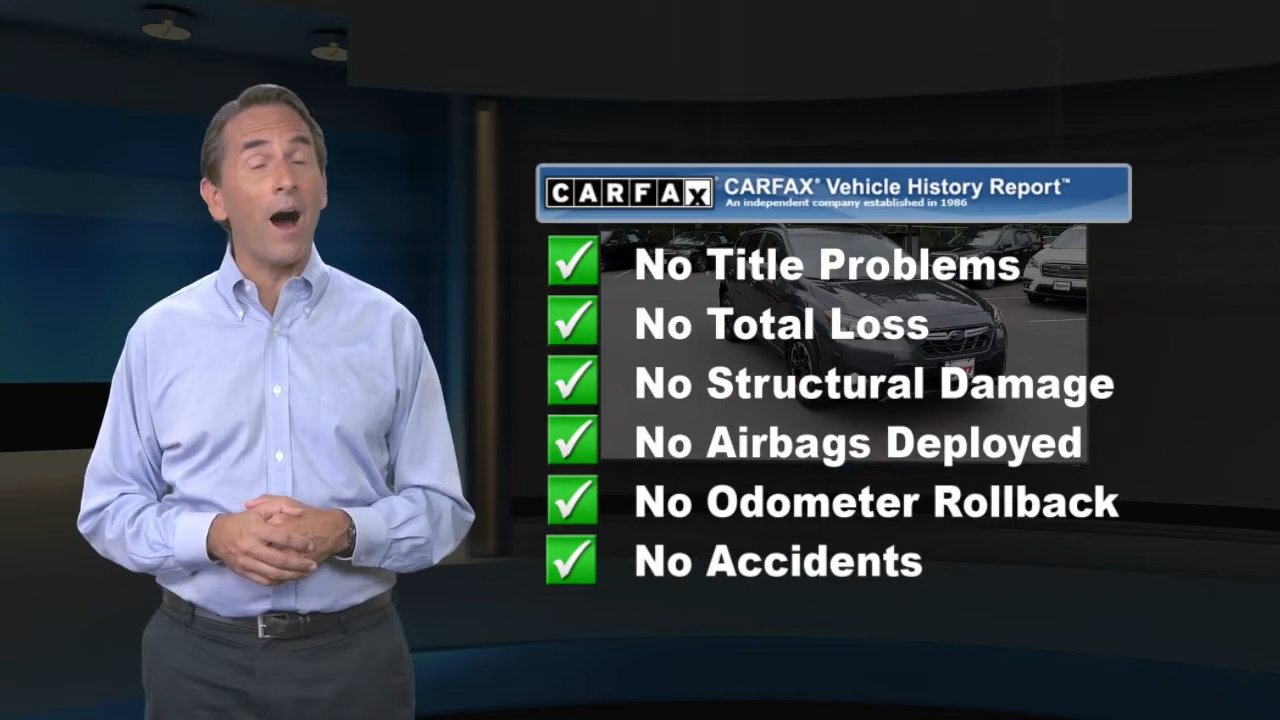 CARFAX® CARFAX® Vehicle History Report™
An independent company established in 1986
No Title Problems
No Total Loss
No Structural Damage
No Airbags Deployed
No Odometer Rollback
No Accidents